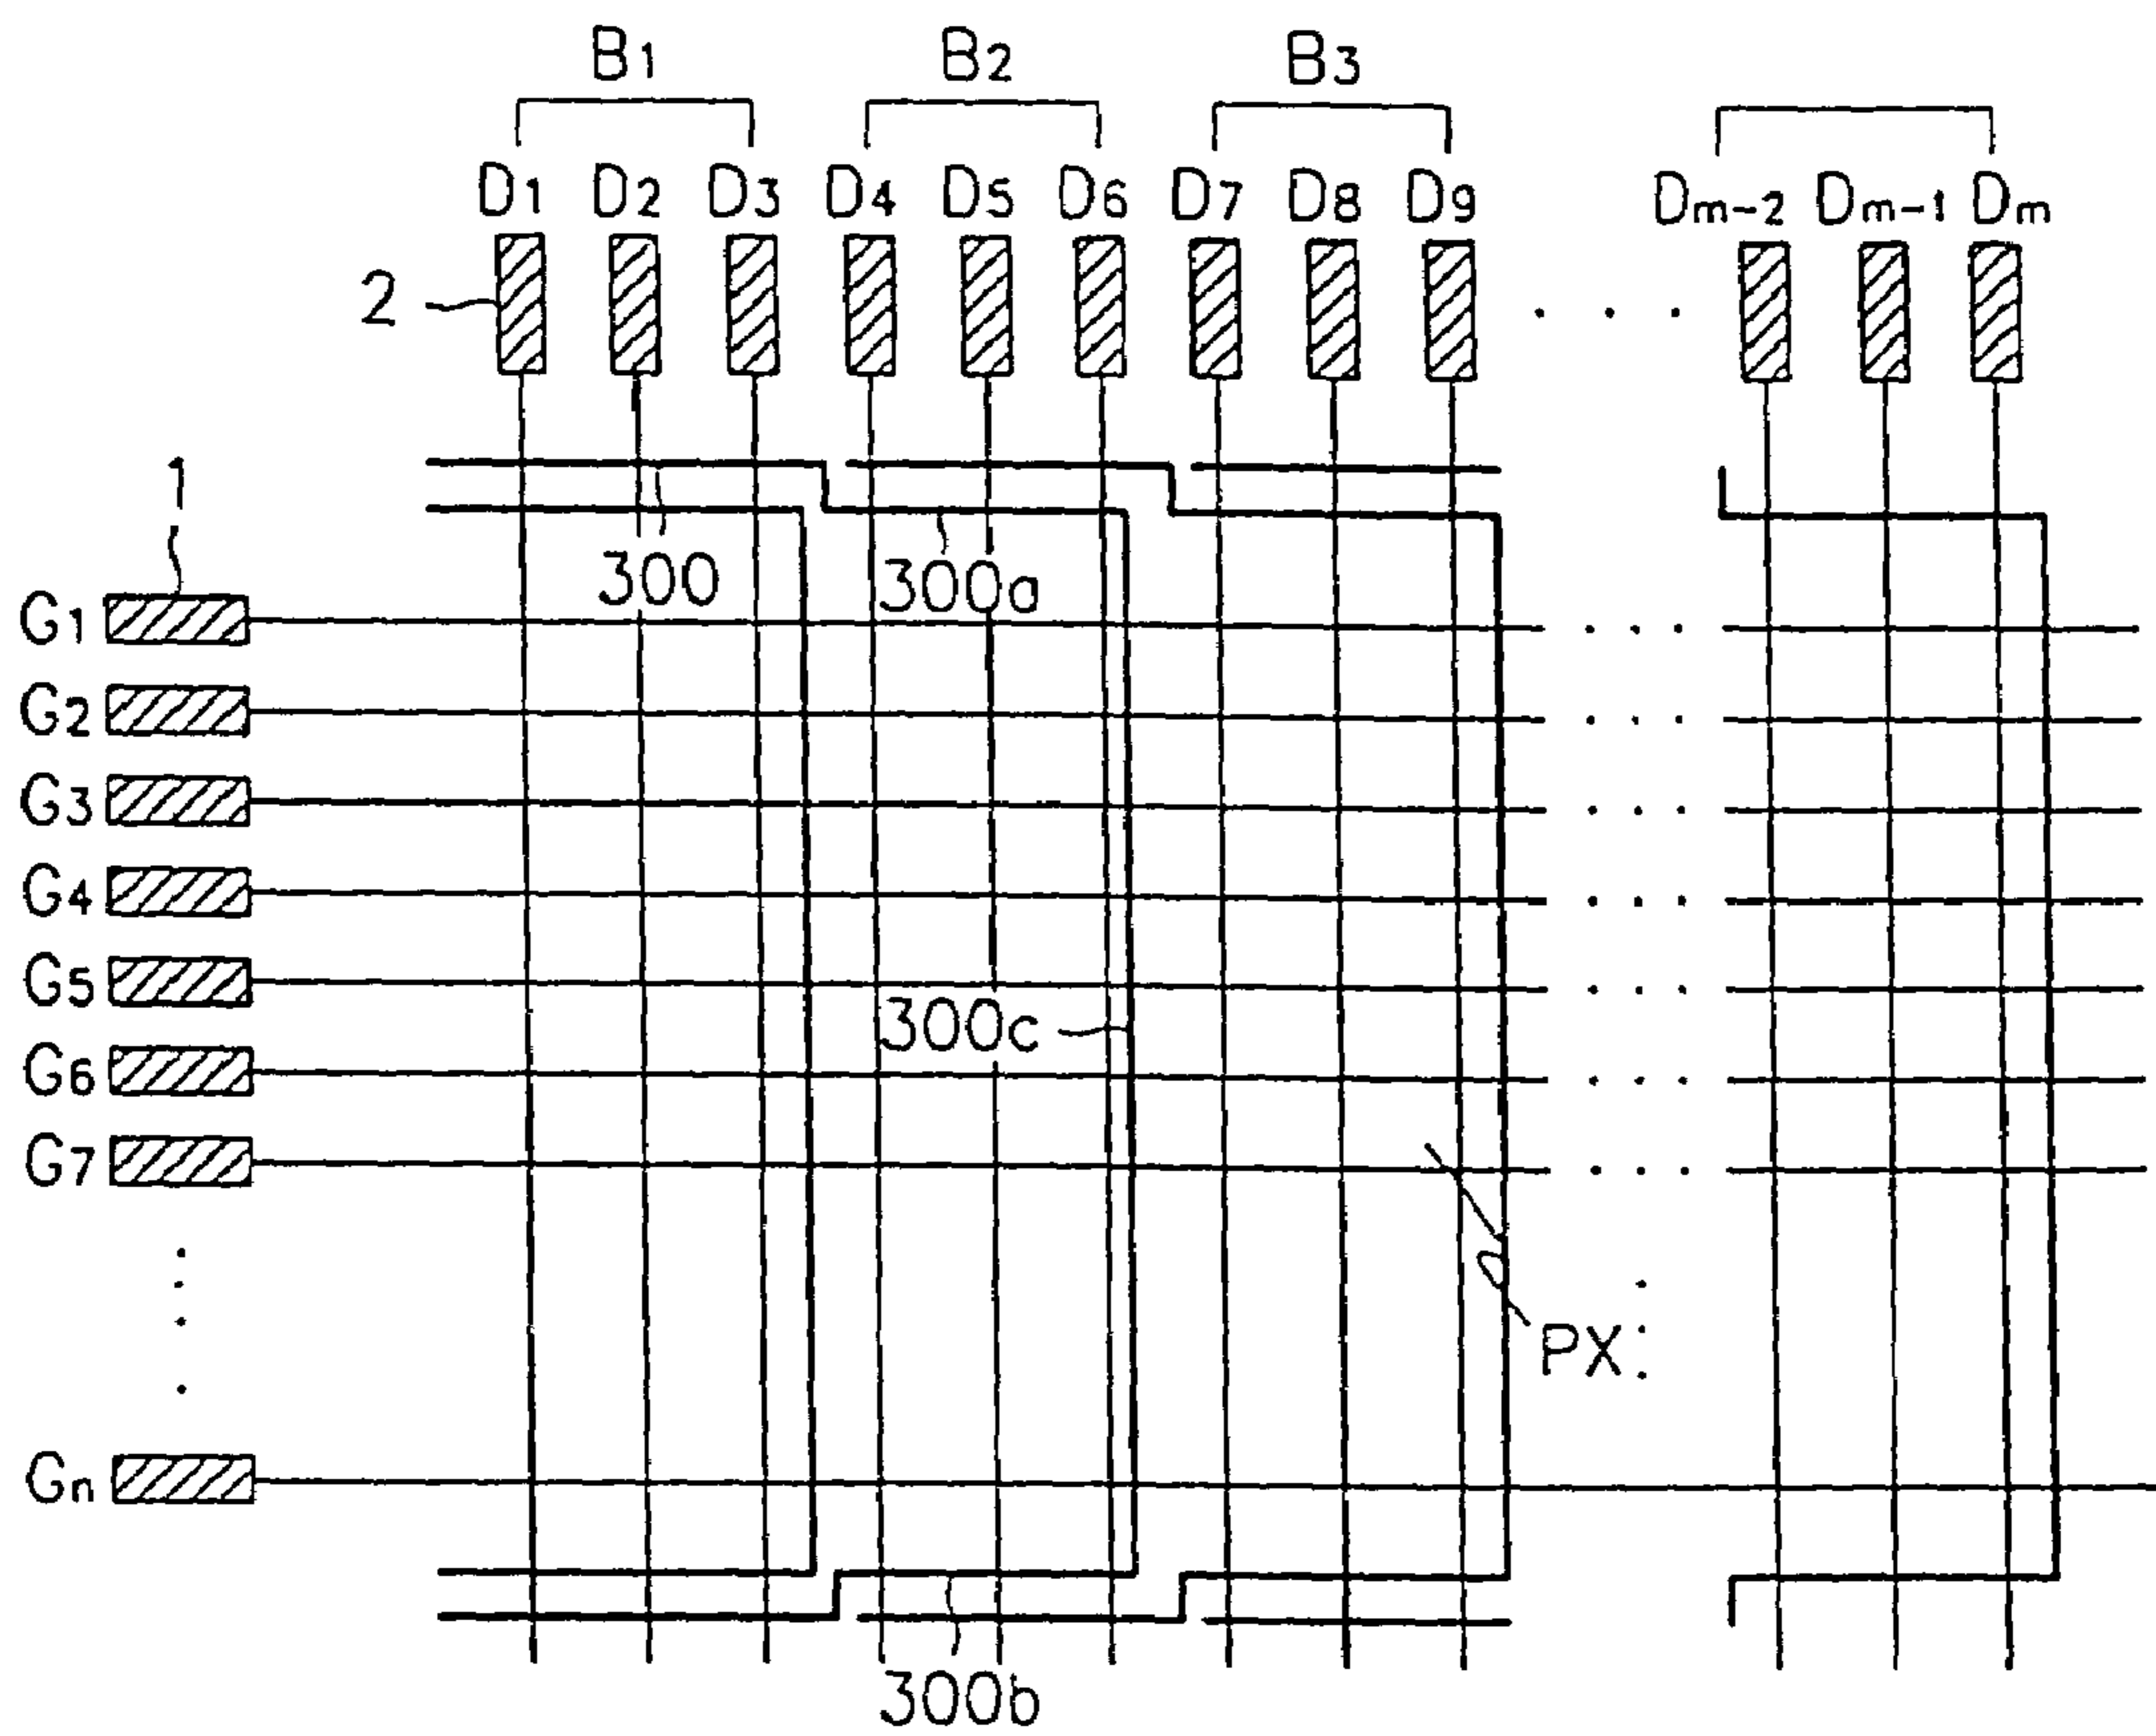 B1 B2 B3
D1 D2 D3 D4 D5 D6 D7 D8 D9 Dm-2 Dm-1 Dm
2
1
300 300a
G1
G2
G3
G4
G5
300c
G6
G7
PX
Gn
300b